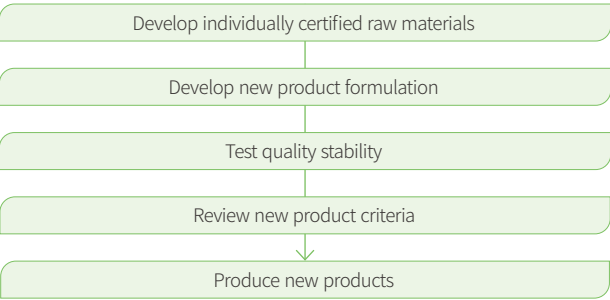 Develop individually certified raw materials
Develop new product formulation
Test quality stability
Review new product criteria
Produce new products